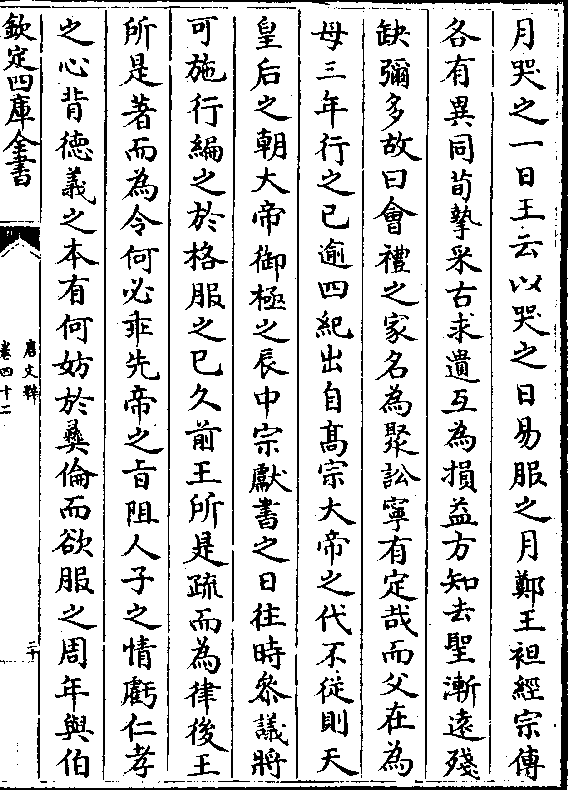 月哭之一日王云以哭之日易服之月鄭王袒經宗傳
各有異同荀摯采古求遺互為損益方知去聖漸遠殘
缺彌多故曰會禮之家名為聚訟寧有定哉而父在為
母三年行之已逾四紀出自髙宗大帝之代不從則天
皇后之朝大帝御極之辰中宗獻書之日往時叅議將
可施行編之於格服之已久前王所是疏而為律後王
所是著而為令何必乖先帝之旨阻人子之情虧仁孝
之心背德義之本有何妨於彝倫而欲服之周年與伯
欽定四庫全書
唐文粹
卷四十二
二十